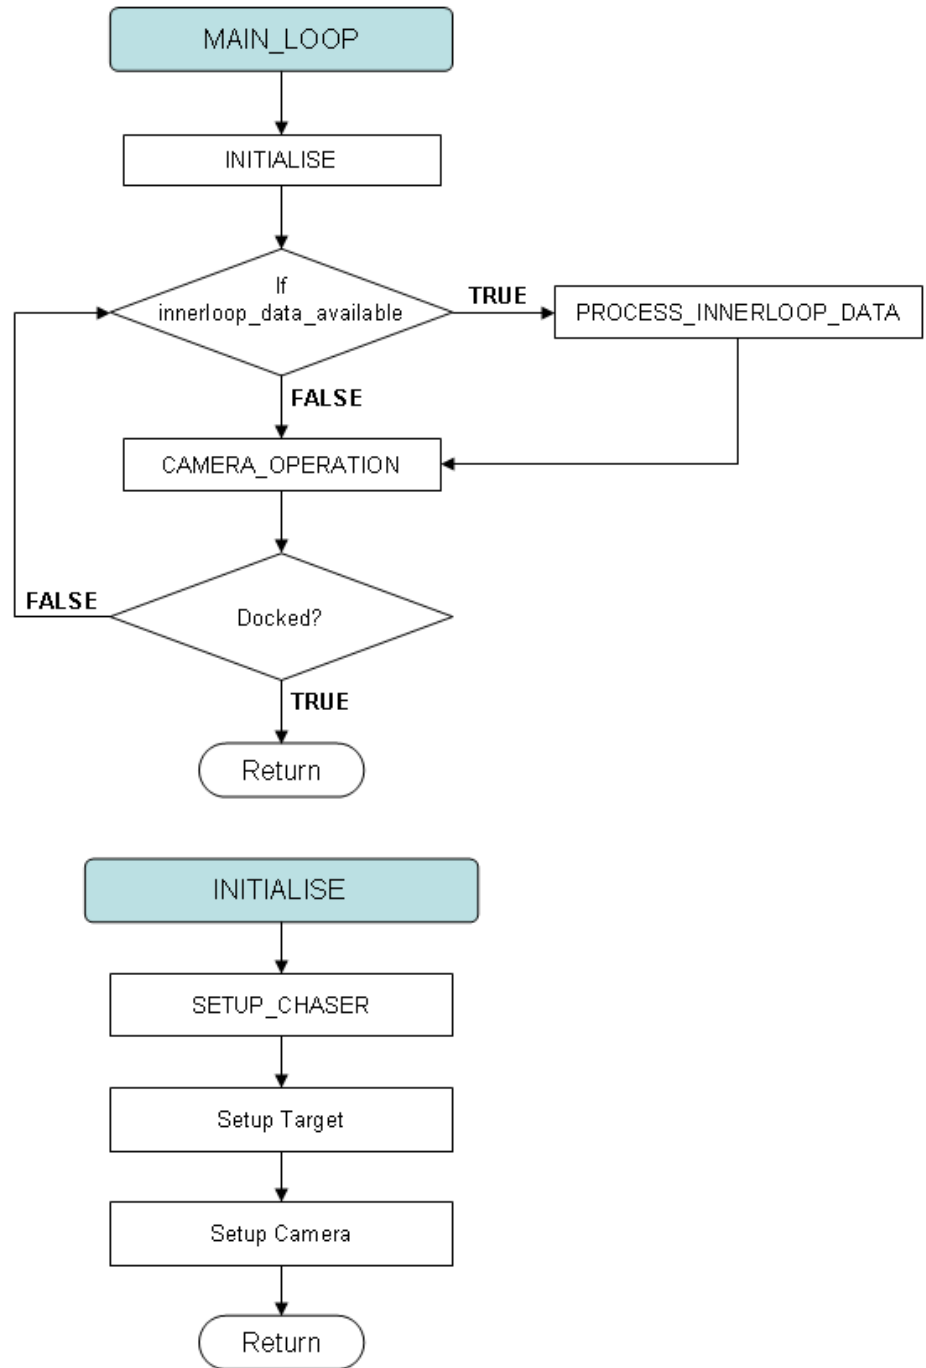 MAIN_LOOP
INITIALISE
If
innerloop_data_available
TRUE
PROCESS_INNERLOOP_DATA
FALSE
CAMERA_OPERATION
FALSE
Docked?
TRUE
Return
INITIALISE
SETUP_CHASER
Setup Target
Setup Camera
Return